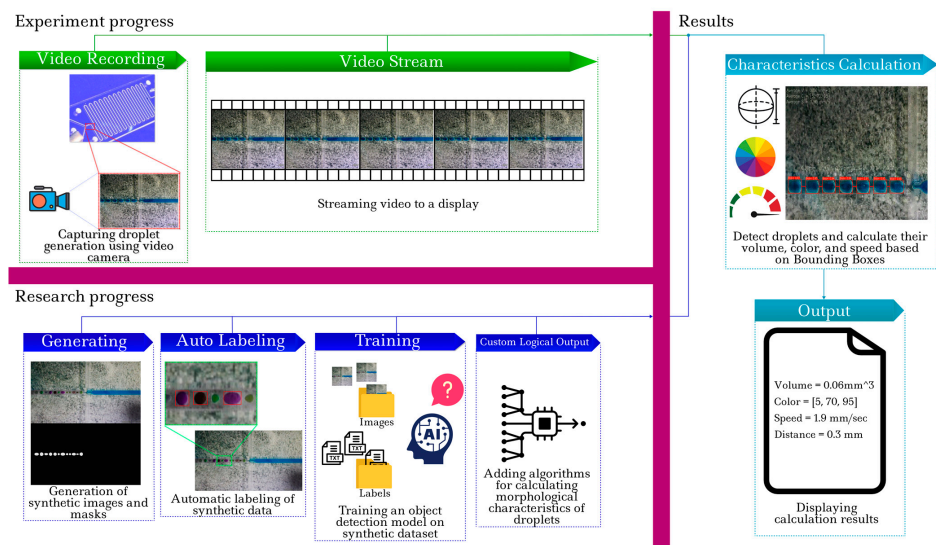 Experiment progress
Results
Video Recording
Video Stream
Characteristics Calculation
Capturing droplet
generation using video
camera
Streaming video to a display
Detect droplets and calculate their
volume, color, and speed based
on Bounding Boxes
Research progress
Generating
Auto Labeling
Training
Custom Logical Output
Output
?
AI
Images
TXT
TXT
TXT
Labels
Generation of
synthetic images and
masks
Automatic labeling of
synthetic data
Training an object
detection model on
synthetic dataset
Adding algorithms
for calculating
morphological
characteristics of
droplets
Volume = 0.06mm^3
Color = [5, 70, 95]
Speed = 1.9 mm/sec
Distance = 0.3 mm
Displaying
calculation results